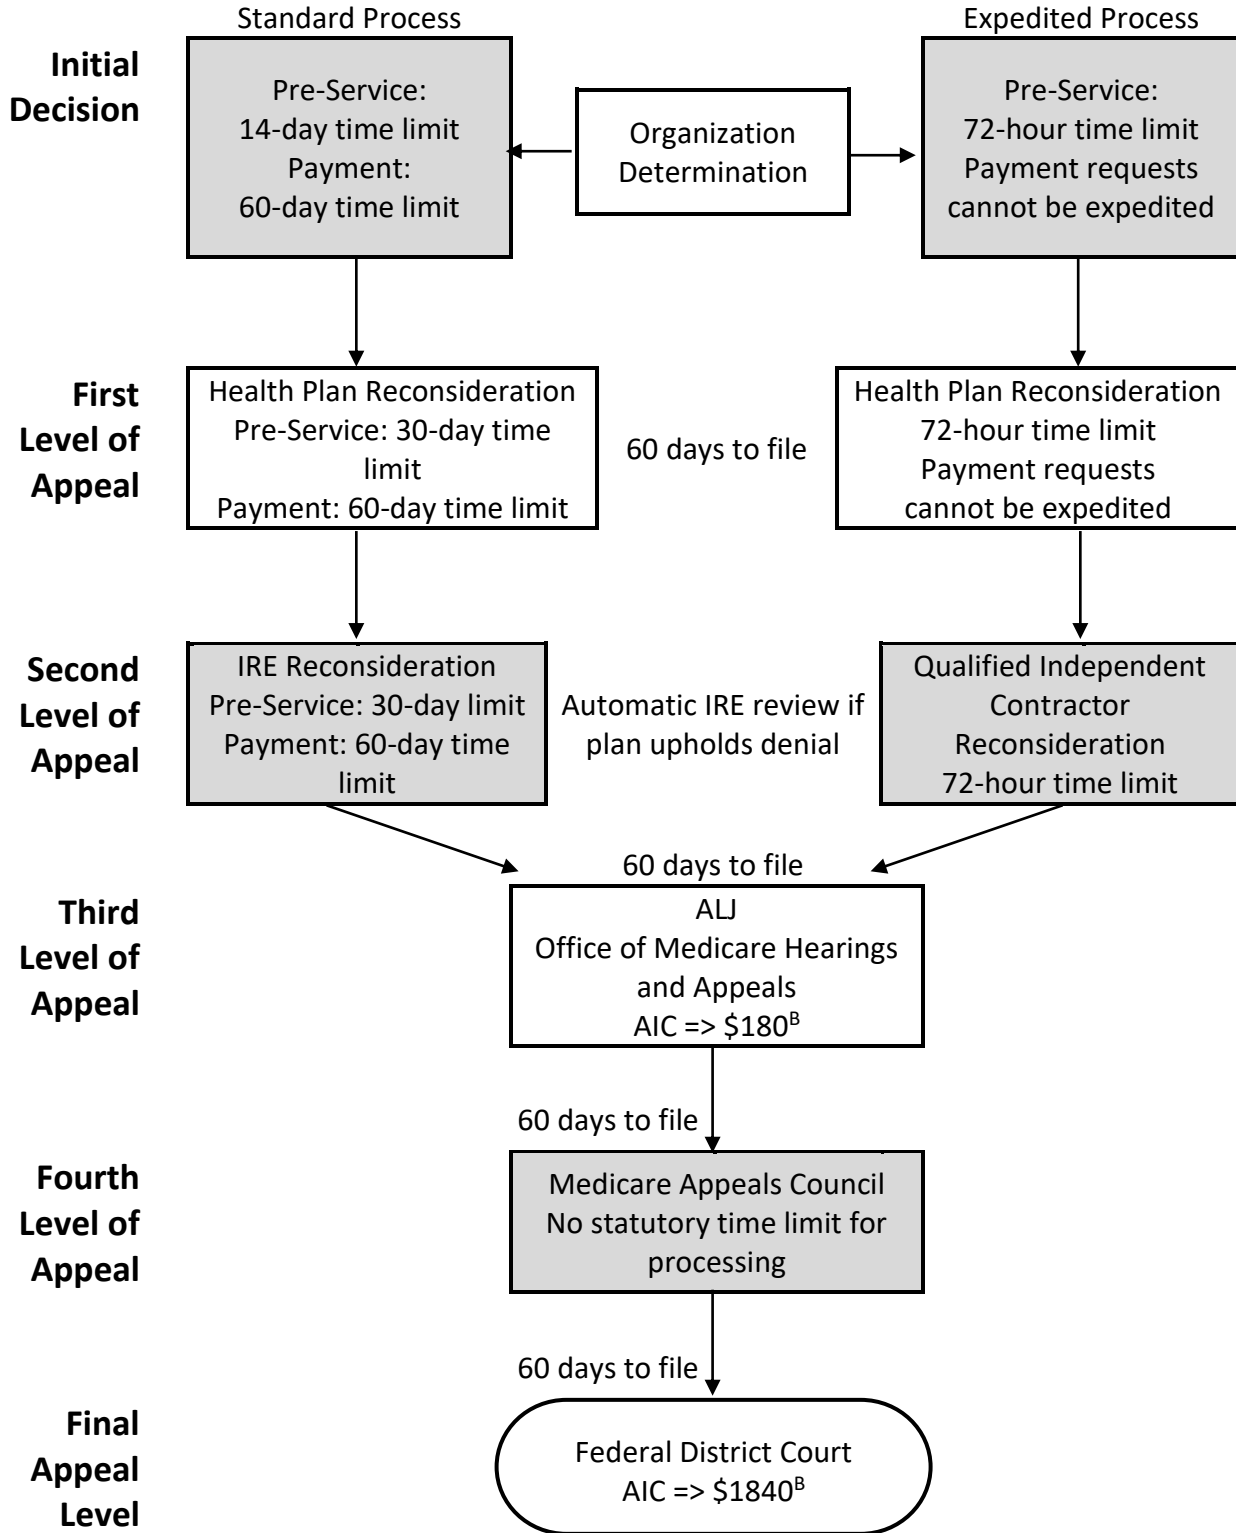 Standard Process
Expedited Process
Initial
Decision
Pre-Service:
14-day time limit
Payment:
60-day time limit
Organization
Determination
Pre-Service:
72-hour time limit
Payment requests
cannot be expedited
First
Level of
Appeal
Health Plan Reconsideration
Pre-Service: 30-day time
limit
Payment: 60-day time limit
60 days to file
Health Plan Reconsideration
72-hour time limit
Payment requests
cannot be expedited
Second
Level of
Appeal
IRE Reconsideration
Pre-Service: 30-day limit
Payment: 60-day time
limit
Automatic IRE review if
plan upholds denial
Qualified Independent
Contractor
Reconsideration
72-hour time limit
60 days to file
Third
Level of
Appeal
ALJ
Office of Medicare Hearings
and Appeals
AIC => $180ᴮ
60 days to file
Fourth
Level of
Appeal
Medicare Appeals Council
No statutory time limit for
processing
60 days to file
Final
Appeal
Level
Federal District Court
AIC => $1840ᴮ